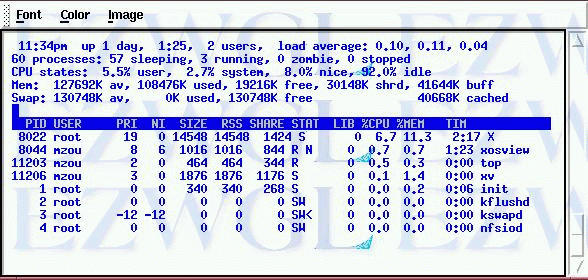 Font Color Image
11:34pm up 1 day, 1:25, 2 users, load average: 0.10, 0.11, 0.04
60 processes: 57 sleeping, 3 running, 0 zombie, 0 stopped
CPU states: 5.5% user, 2.7% system, 8.0% nice, 92.0% idle
Mem: 127692K av, 108476K used, 19216K free, 30148K shrd, 41644K buff
Swap: 130748K av, 0K used, 130748K free 40668K cached
PID USER PRI NI SIZE RSS SHARE STAT LIB %CPU %MEM TIM
8022 root 19 0 14548 14548 1424 S 0 6.7 11.3 2:17 X
8044 mzou 8 6 1016 1016 844 R N 0 0.7 0.7 1:23 xosview
11203 mzou 2 0 464 464 344 R 0 0.5 0.3 0:00 top
11206 mzou 3 0 1876 1876 1176 S 0 0.1 1.4 0:00 xv
1 root 0 0 340 340 268 S 0 0.0 0.2 0:06 init
2 root 0 0 0 0 0 SW 0 0.0 0.0 0:00 kflushd
3 root -12 -12 0 0 0 SW< 0 0.0 0.0 0:00 kswapd
4 root 0 0 0 0 0 SW 0 0.0 0.0 0:00 nfsiod
EZWGL EZWGL